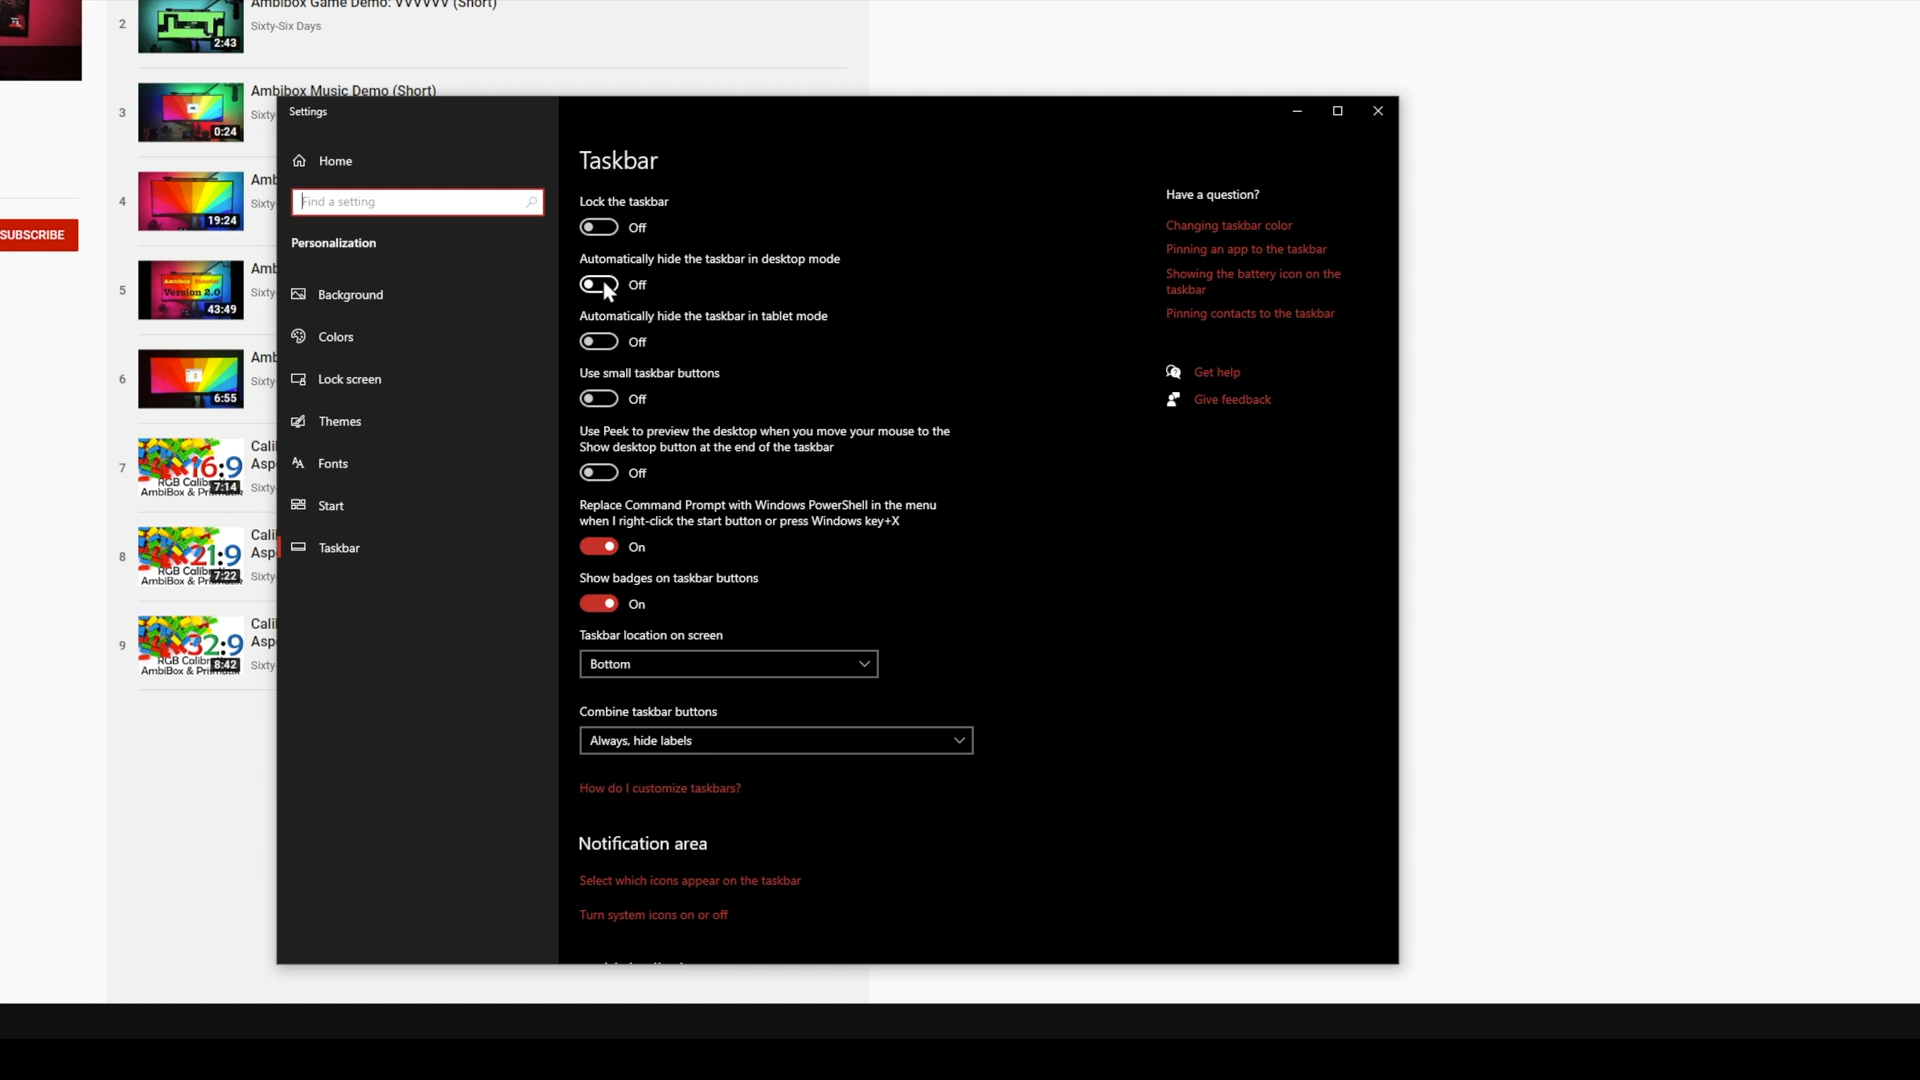 2
Ambibox Game Demo: VVVVVV (Short)
Sixty-Six Days
2:43
3
Ambibox Music Demo (Short)
Sixty-
0:24
4
Amb
Sixty-
19:24
SUBSCRIBE
5
Amb
Sixty-
Ambibox Tutorial
Version 2.0
43:49
6
Amb
Sixty-
6:55
7
Cali
Asp
16:9
RGB Calib
7:14
AmbiBox & Prismatik
Sixty-
8
Cali
Asp
21:9
RGB Calib
7:22
AmbiBox & Prismatik
Sixty-
9
Cali
Asp
32:9
RGB Calibr
8:42
AmbiBox & Prismatik
Sixty-
Settings
Home
Find a setting
Personalization
Background
Colors
Lock screen
Themes
Fonts
Start
Taskbar
Taskbar
Lock the taskbar
Off
Automatically hide the taskbar in desktop mode
Off
Automatically hide the taskbar in tablet mode
Off
Use small taskbar buttons
Off
Use Peek to preview the desktop when you move your mouse to the
Show desktop button at the end of the taskbar
Off
Replace Command Prompt with Windows PowerShell in the menu
when I right-click the start button or press Windows key+X
On
Show badges on taskbar buttons
On
Taskbar location on screen
Bottom
Combine taskbar buttons
Always, hide labels
How do I customize taskbars?
Notification area
Select which icons appear on the taskbar
Turn system icons on or off
Have a question?
Changing taskbar color
Pinning an app to the taskbar
Showing the battery icon on the
taskbar
Pinning contacts to the taskbar
Get help
Give feedback